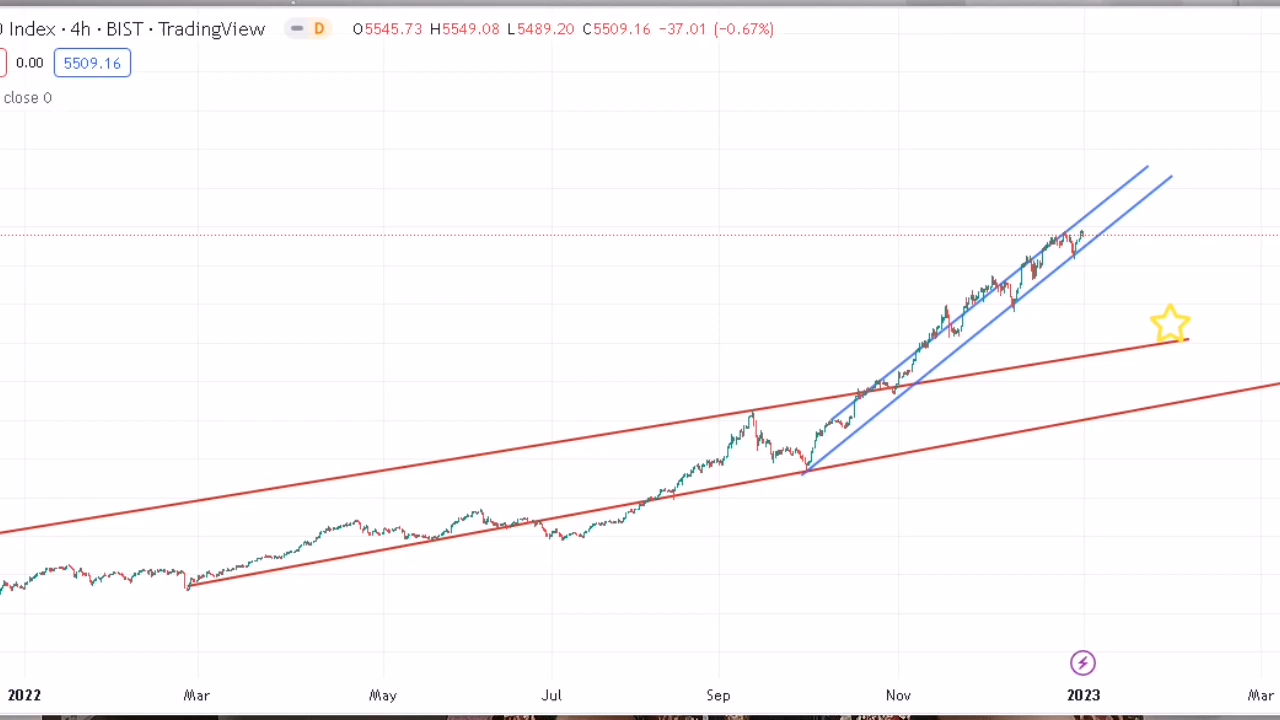 Index · 4h · BIST · TradingView D O5545.73 H5549.08 L5489.20 C5509.16 −37.01 (−0.67%)
0.00 5509.16
close 0
2022 Mar May Jul Sep Nov 2023 Mar